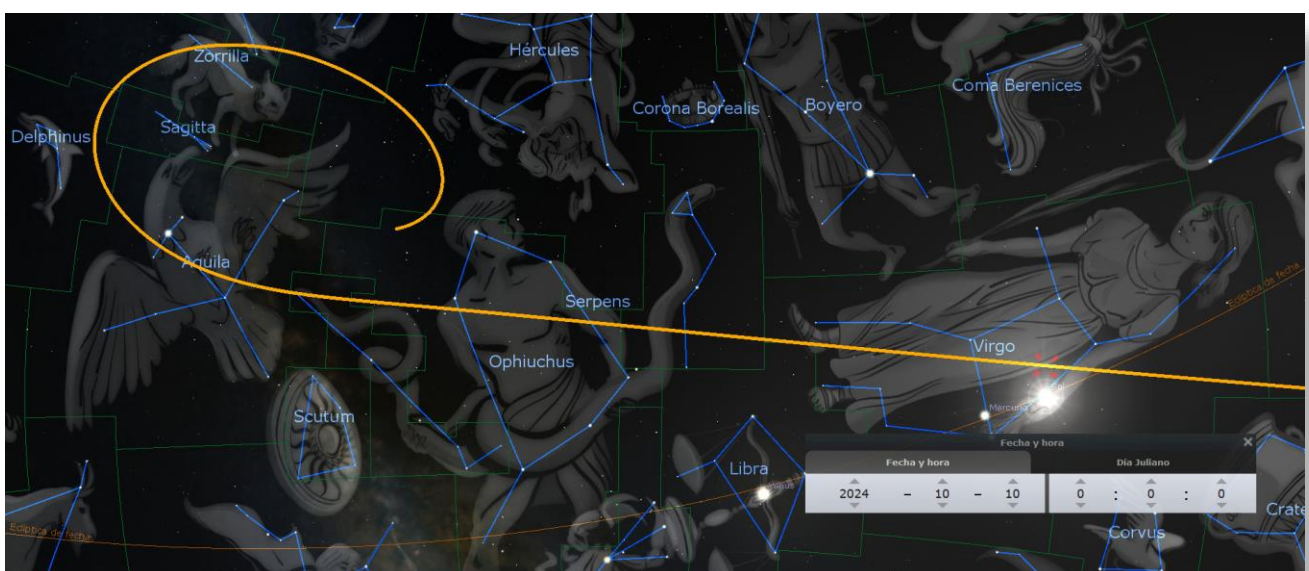 Zorrilla
Hércules
Coma Berenices
Corona Borealis
Boyero
Sagitta
Delphinus
Aquila
Eclíptica de fecha
Serpens
Virgo
Ophiuchus
Mercurio
Scutum
Fecha y hora
Fecha y hora
Día Juliano
Libra
2024 - 10 - 10
0 : 0 : 0
Crate
Eclíptica de fecha
Corvus